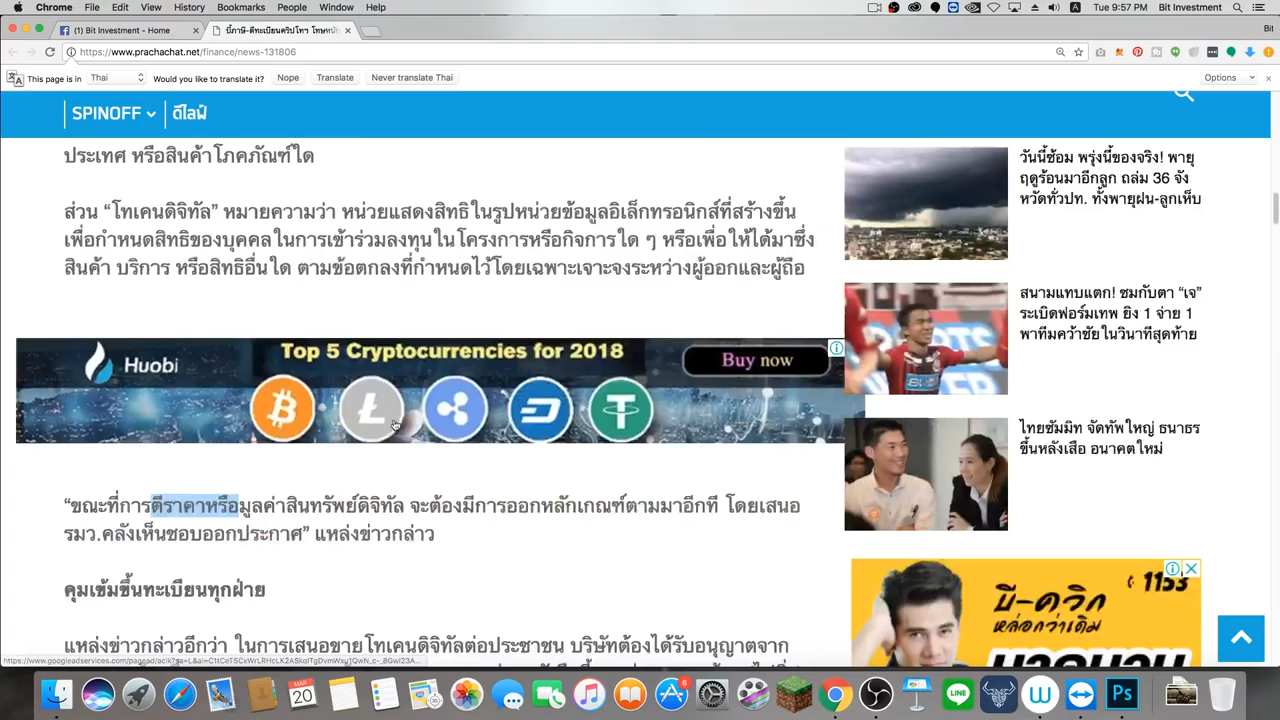 Chrome File Edit View History Bookmarks People Window Help
Tue 9:57 PM Bit Investment
(1) Bit Investment - Home
บี้ภาษี-ตีทะเบียนคริปโทฯ โทษหนัก
Bit
https://www.prachachat.net/finance/news-131806
This page is in Thai Would you like to translate it? Nope Translate Never translate Thai Options
SPINOFF ดีไลฟ์
ประเทศ หรือสินค้าโภคภัณฑ์ใด
ส่วน “โทเคนดิจิทัล” หมายความว่า หน่วยแสดงสิทธิในรูปหน่วยข้อมูลอิเล็กทรอนิกส์ที่สร้างขึ้น
เพื่อกำหนดสิทธิของบุคคลในการเข้าร่วมลงทุนในโครงการหรือกิจการใด ๆ หรือเพื่อให้ได้มาซึ่ง
สินค้า บริการ หรือสิทธิอื่นใด ตามข้อตกลงที่กำหนดไว้โดยเฉพาะเจาะจงระหว่างผู้ออกและผู้ถือ
Huobi
Top 5 Cryptocurrencies for 2018
Buy now
“ขณะที่การตีราคาหรือมูลค่าสินทรัพย์ดิจิทัล จะต้องมีการออกหลักเกณฑ์ตามมาอีกที โดยเสนอ
รมว.คลังเห็นชอบออกประกาศ” แหล่งข่าวกล่าว
คุมเข้มขึ้นทะเบียนทุกฝ่าย
แหล่งข่าวกล่าวอีกว่า ในการเสนอขายโทเคนดิจิทัลต่อประชาชน บริษัทต้องได้รับอนุญาตจาก
วันนี้ซ้อม พรุ่งนี้ของจริง! พายุ
ฤดูร้อนมาอีกลูก ถล่ม 36 จัง
หวัดทั่วปท. ทั้งพายุฝน-ลูกเห็บ
สนามแทบแตก! ชมกับตา “เจ”
ระเบิดฟอร์มเทพ ยิง 1 จ่าย 1
พาทีมคว้าชัยในวินาทีสุดท้าย
ไทยซัมมิท จัดทัพใหญ่ ธนาธร
ขึ้นหลังเสือ อนาคตใหม่
1153
บี-ควิก
หล่อกว่าเดิม
MAR
20
6
LINE
W
Ps